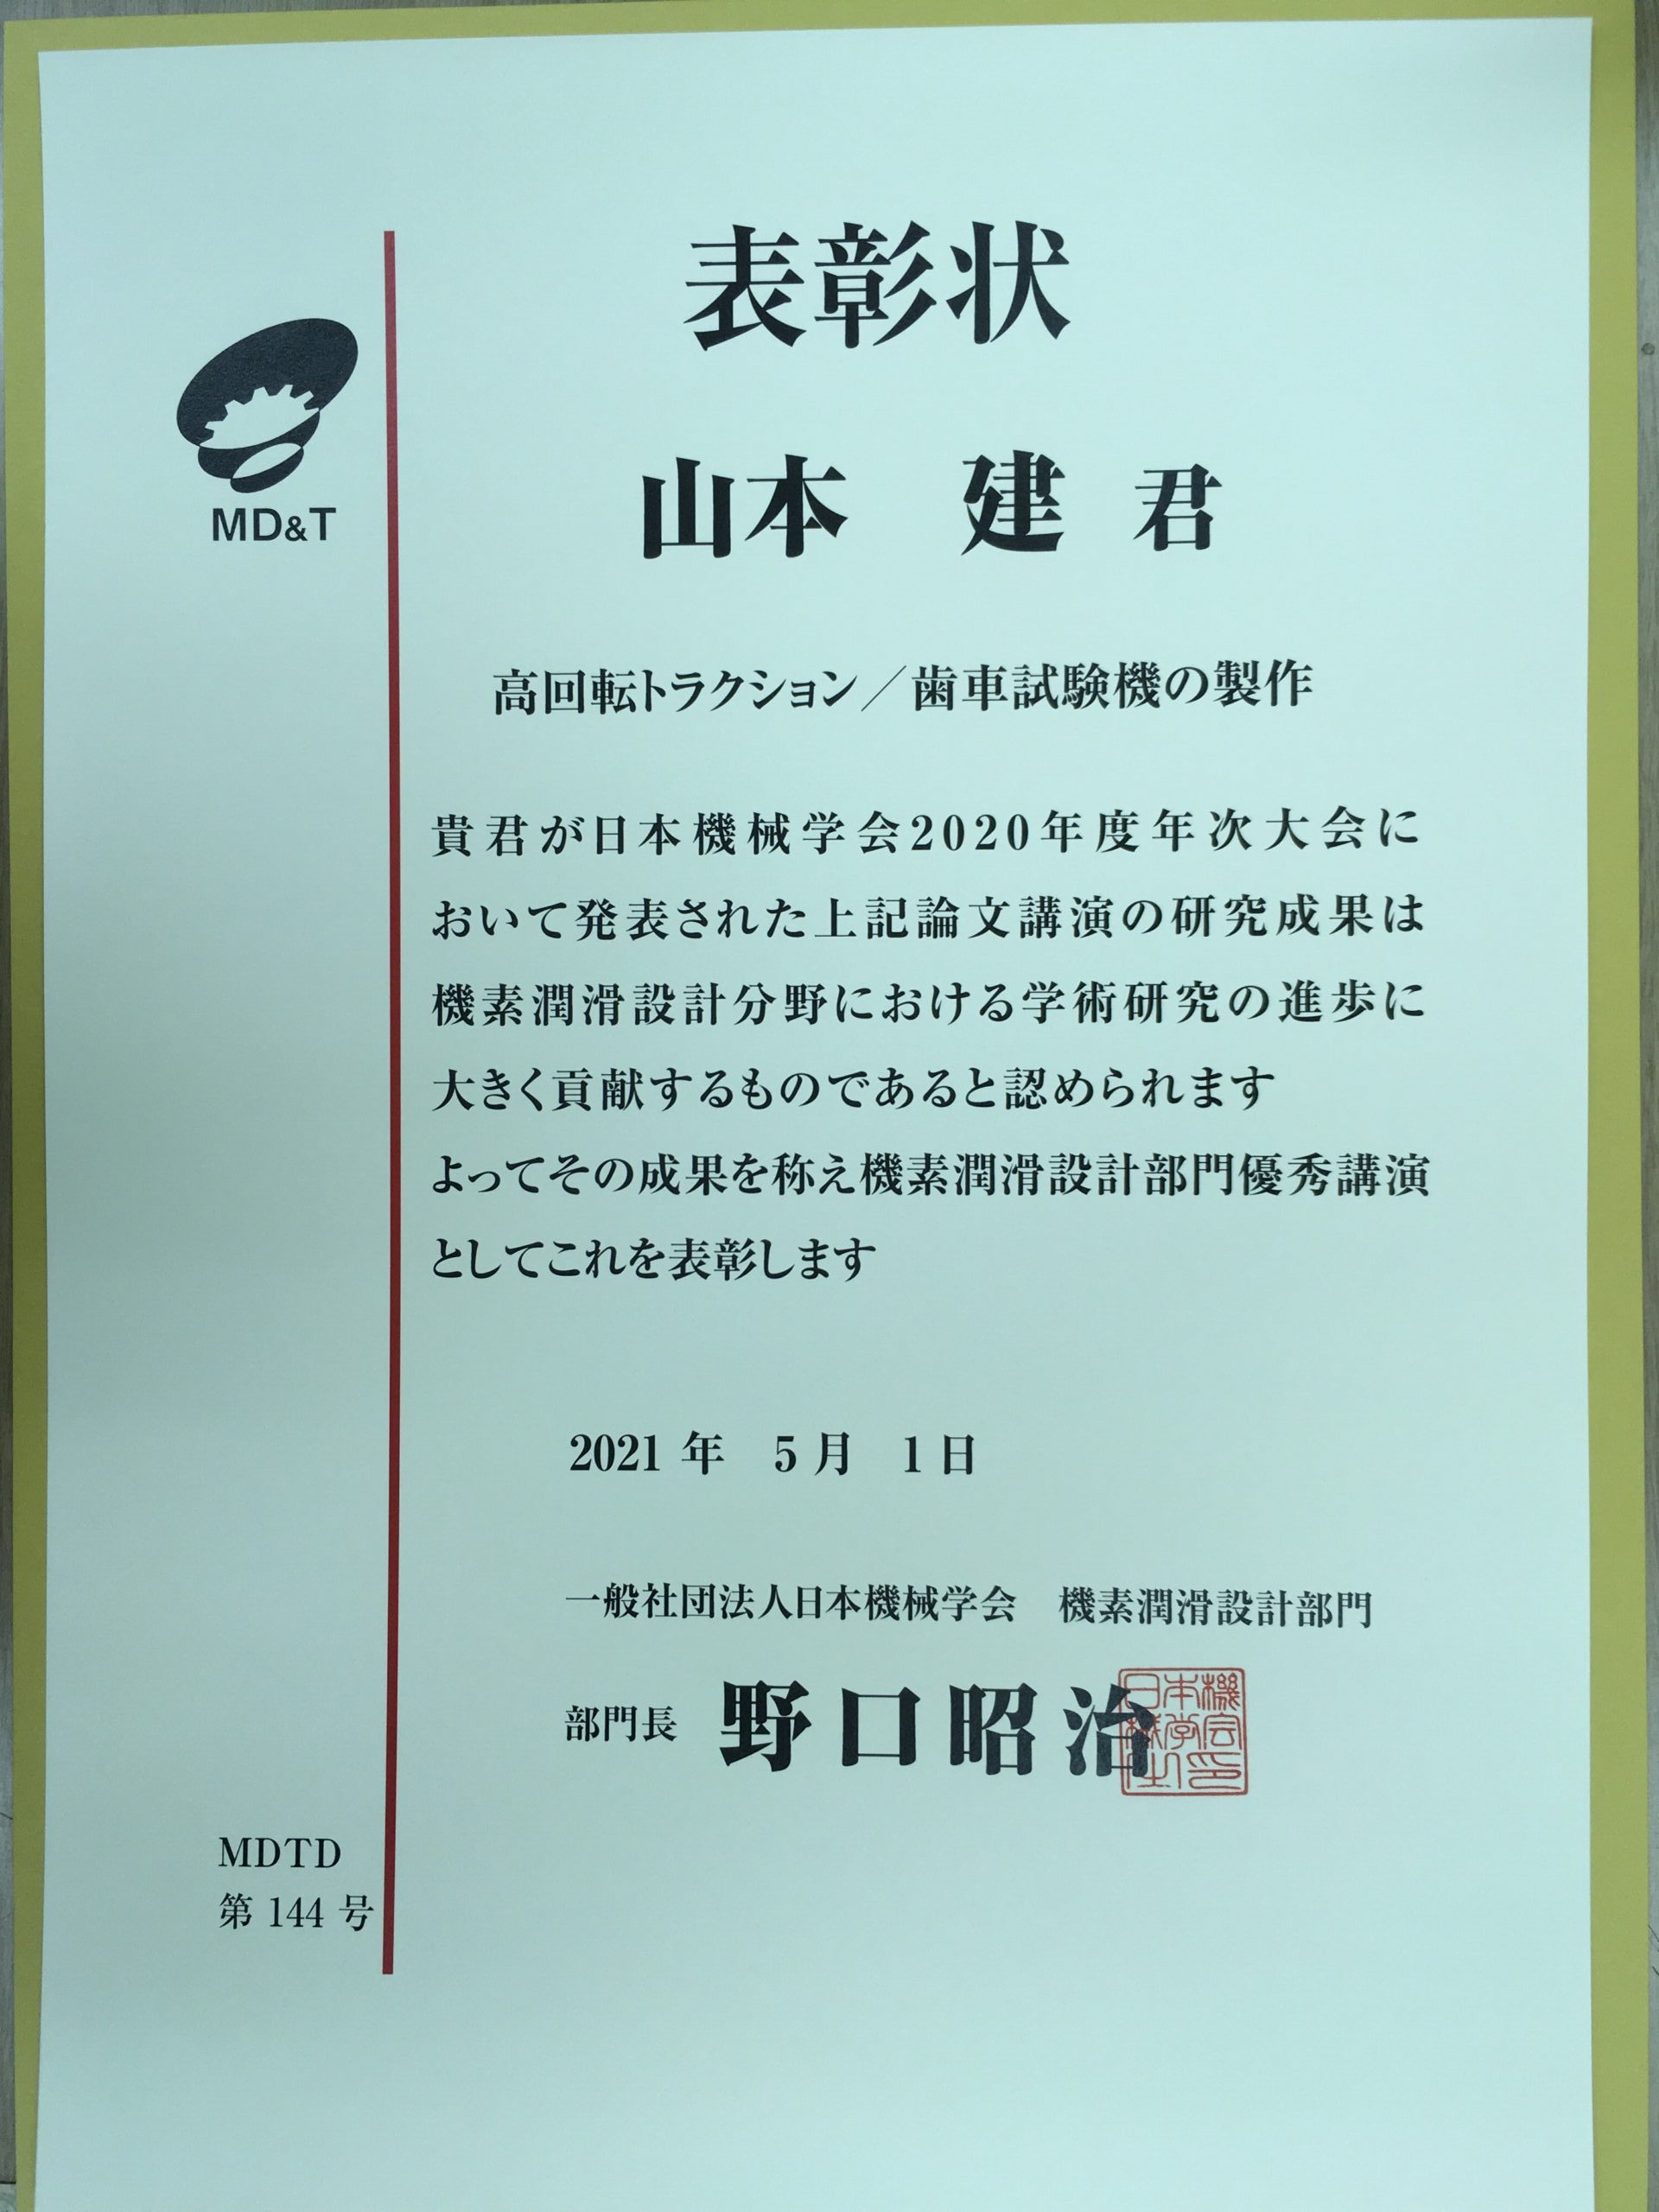 表彰状
MD&T
山本 建 君
高回転トラクション／歯車試験機の製作
貴君が日本機械学会2020年度年次大会に
おいて発表された上記論文講演の研究成果は
機素潤滑設計分野における学術研究の進歩に
大きく貢献するものであると認められます
よってその成果を称え機素潤滑設計部門優秀講演
としてこれを表彰します
2021 年 5 月 1 日
一般社団法人日本機械学会 機素潤滑設計部門
部門長 野口昭治
MDTD
第 144 号